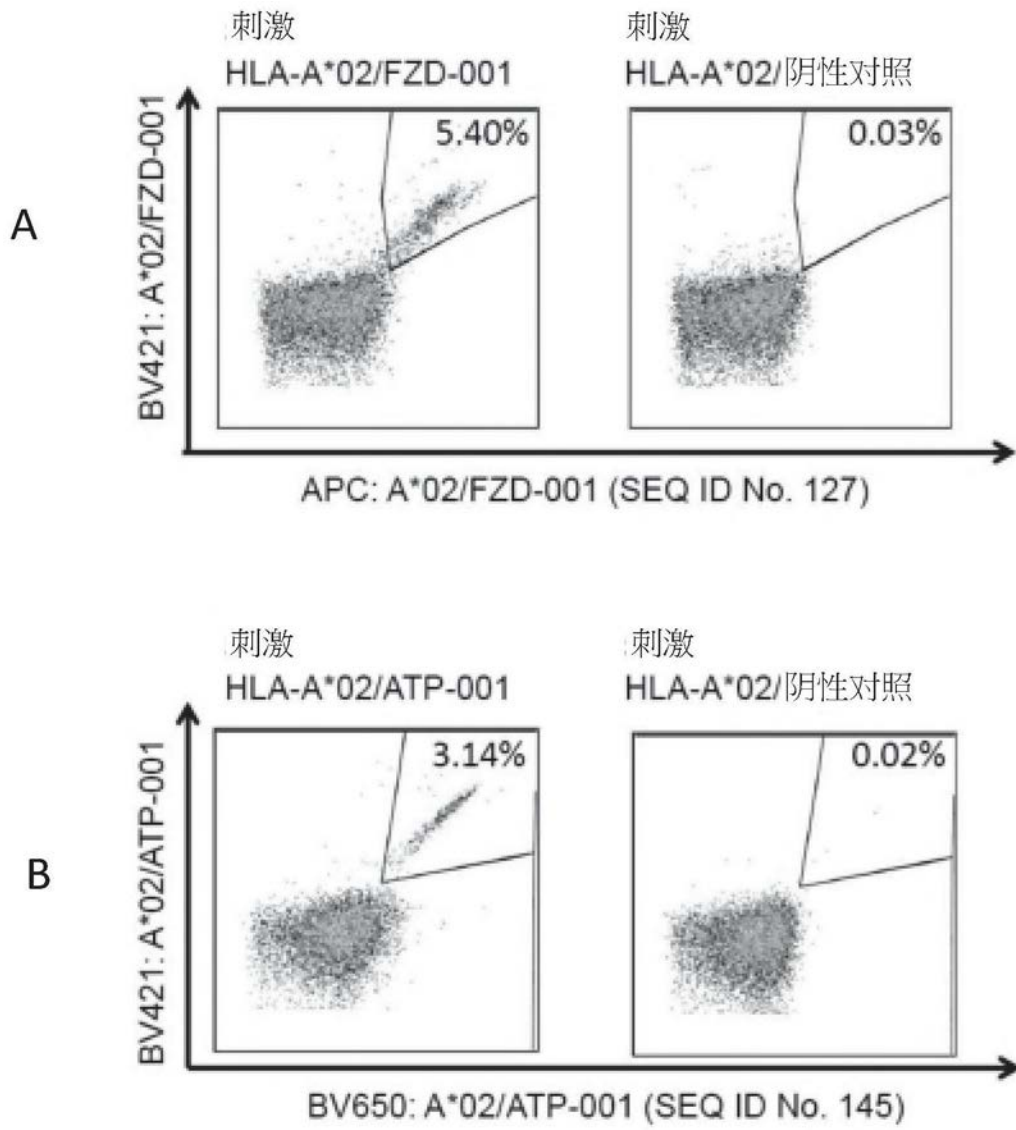 刺激
HLA-A*02/FZD-001
刺激
HLA-A*02/阴性对照
A
BV421: A*02/FZD-001
5.40%
0.03%
APC: A*02/FZD-001 (SEQ ID No. 127)
刺激
HLA-A*02/ATP-001
刺激
HLA-A*02/阴性对照
B
BV421: A*02/ATP-001
3.14%
0.02%
BV650: A*02/ATP-001 (SEQ ID No. 145)